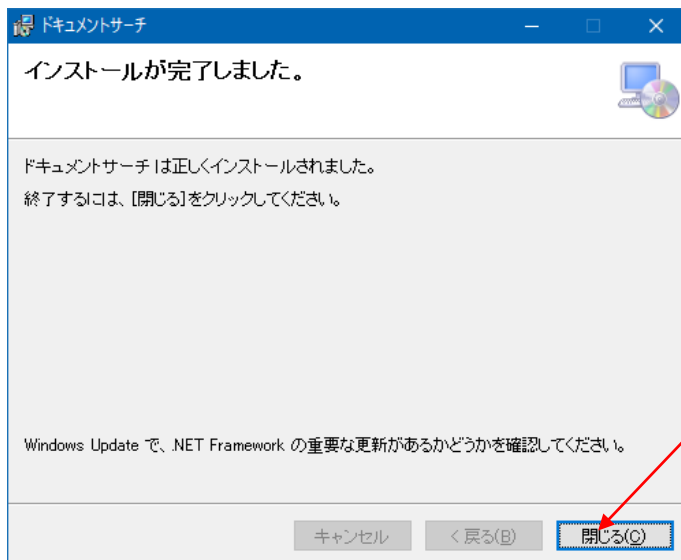 ドキュメントサーチ
インストールが完了しました。
ドキュメントサーチ は正しくインストールされました。
終了するには、[閉じる]をクリックしてください。
Windows Update で、.NET Framework の重要な更新があるかどうかを確認してください。
キャンセル
< 戻る(B)
閉じる(C)